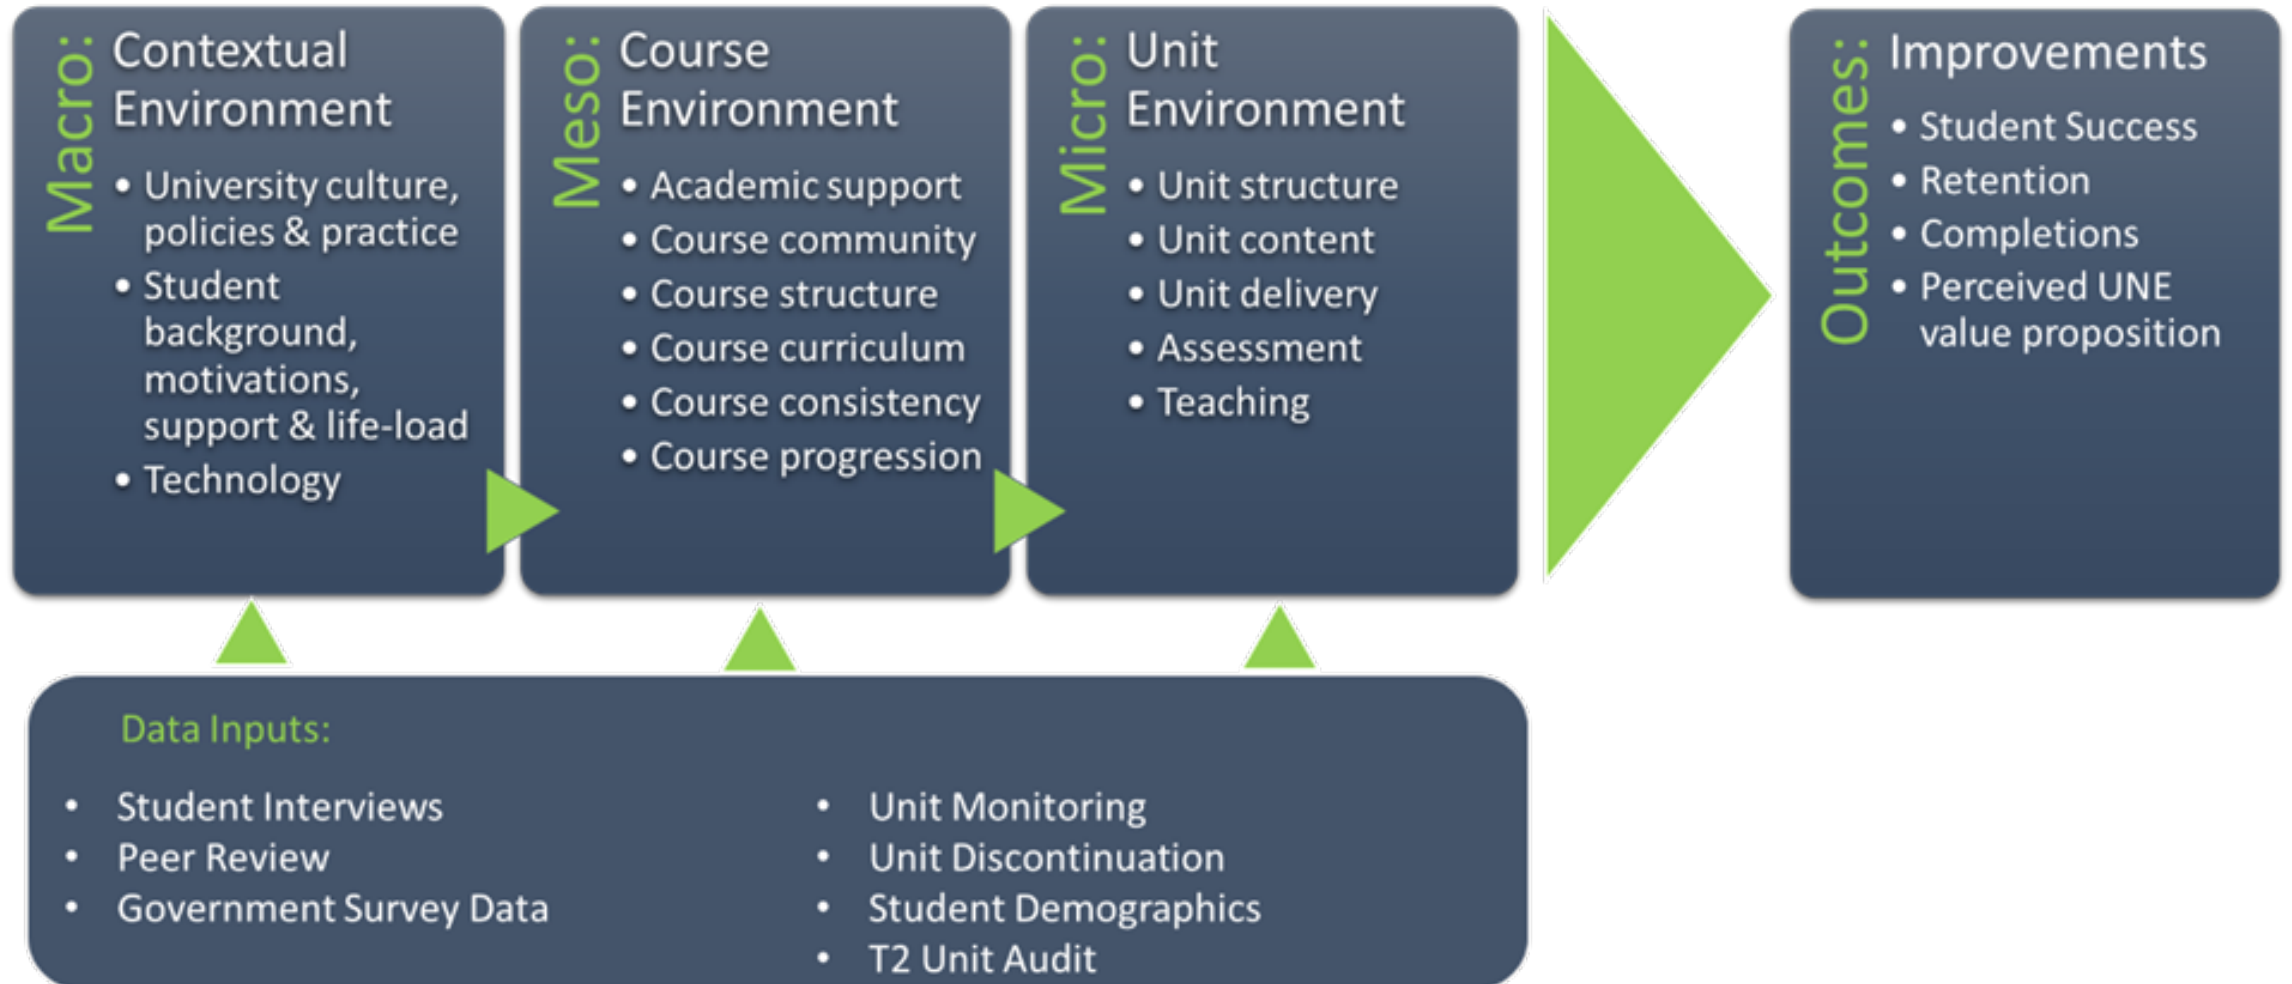 Macro:
Contextual
Environment
• University culture,
policies & practice
• Student
background,
motivations,
support & life-load
• Technology
Meso:
Course
Environment
• Academic support
• Course community
• Course structure
• Course curriculum
• Course consistency
• Course progression
Micro:
Unit
Environment
• Unit structure
• Unit content
• Unit delivery
• Assessment
• Teaching
Outcomes:
Improvements
• Student Success
• Retention
• Completions
• Perceived UNE
value proposition
Data Inputs:
• Student Interviews
• Peer Review
• Government Survey Data
• Unit Monitoring
• Unit Discontinuation
• Student Demographics
• T2 Unit Audit